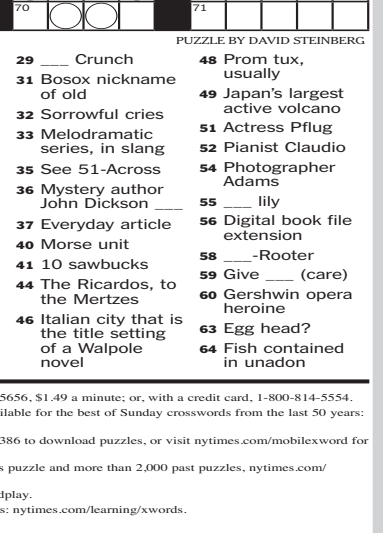 70
71
PUZZLE BY DAVID STEINBERG
29 ___ Crunch
31 Bosox nickname
of old
32 Sorrowful cries
33 Melodramatic
series, in slang
35 See 51-Across
36 Mystery author
John Dickson ___
37 Everyday article
40 Morse unit
41 10 sawbucks
44 The Ricardos, to
the Mertzes
46 Italian city that is
the title setting
of a Walpole
novel
48 Prom tux,
usually
49 Japan's largest
active volcano
51 Actress Pflug
52 Pianist Claudio
54 Photographer
Adams
55 ___ lily
56 Digital book file
extension
58 ___-Rooter
59 Give ___ (care)
60 Gershwin opera
heroine
63 Egg head?
64 Fish contained
in unadon
5656, $1.49 a minute; or, with a credit card, 1-800-814-5554.
ilable for the best of Sunday crosswords from the last 50 years:
386 to download puzzles, or visit nytimes.com/mobilexword for
s puzzle and more than 2,000 past puzzles, nytimes.com/
dplay.
s: nytimes.com/learning/xwords.